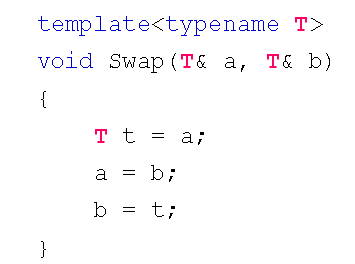 template<typename T>
void Swap(T& a, T& b)
{
    T t = a;
    a = b;
    b = t;
}